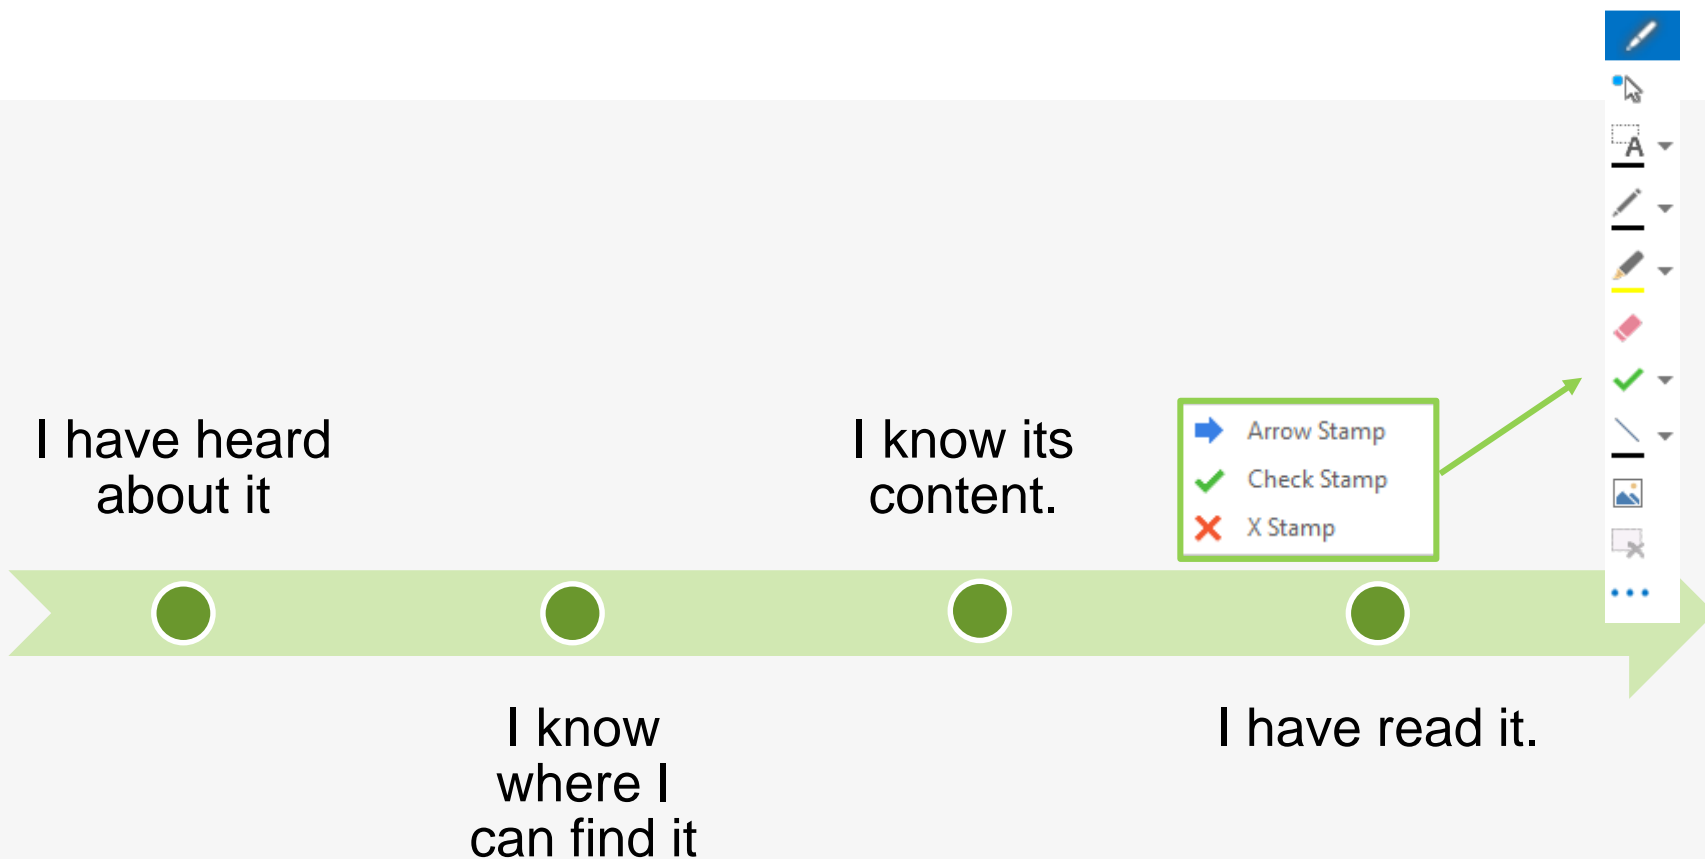 I have heard
about it
I know
where I
can find it
I know its
content.
Arrow Stamp
Check Stamp
X Stamp
I have read it.
A